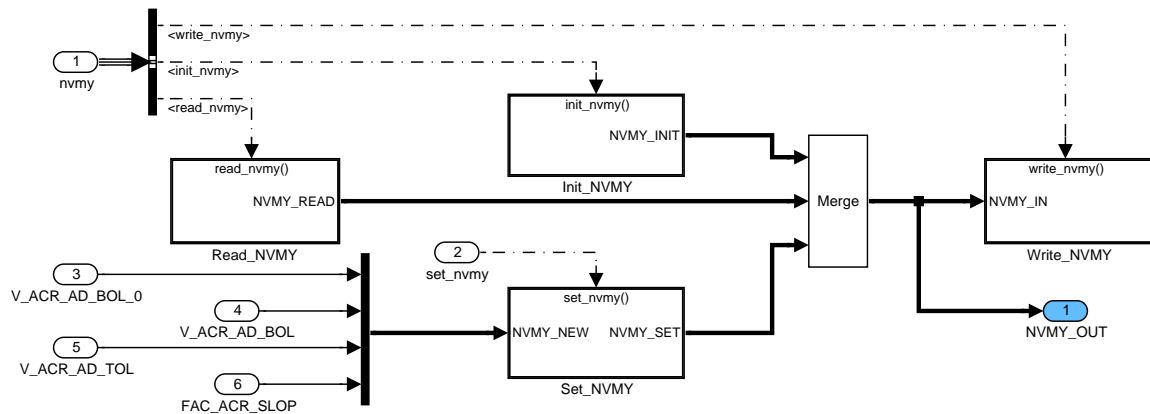 <write_nvmy>
1
nvmy
<init_nvmy>
<read_nvmy>
init_nvmy()
NVMY_INIT
Init_NVMY
read_nvmy()
NVMY_READ
Read_NVMY
Merge
write_nvmy()
NVMY_IN
Write_NVMY
2
set_nvmy
3
V_ACR_AD_BOL_0
4
V_ACR_AD_BOL
5
V_ACR_AD_TOL
6
FAC_ACR_SLOP
set_nvmy()
NVMY_NEW
NVMY_SET
Set_NVMY
1
NVMY_OUT